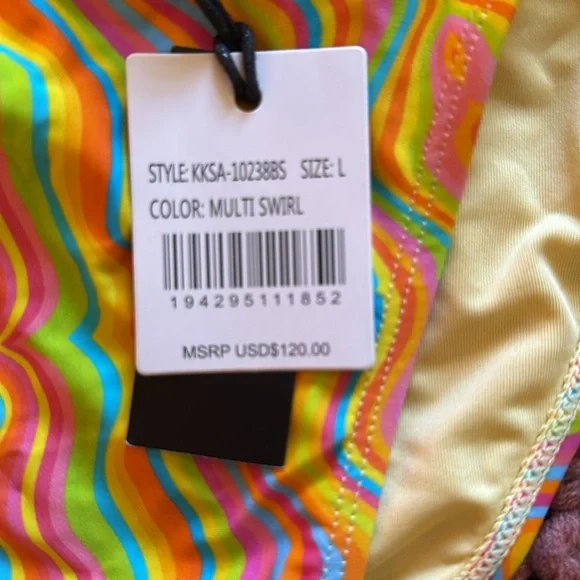 STYLE: KKSA-10238BS SIZE: L
COLOR: MULTI SWIRL
194295111852
MSRP USD$120.00